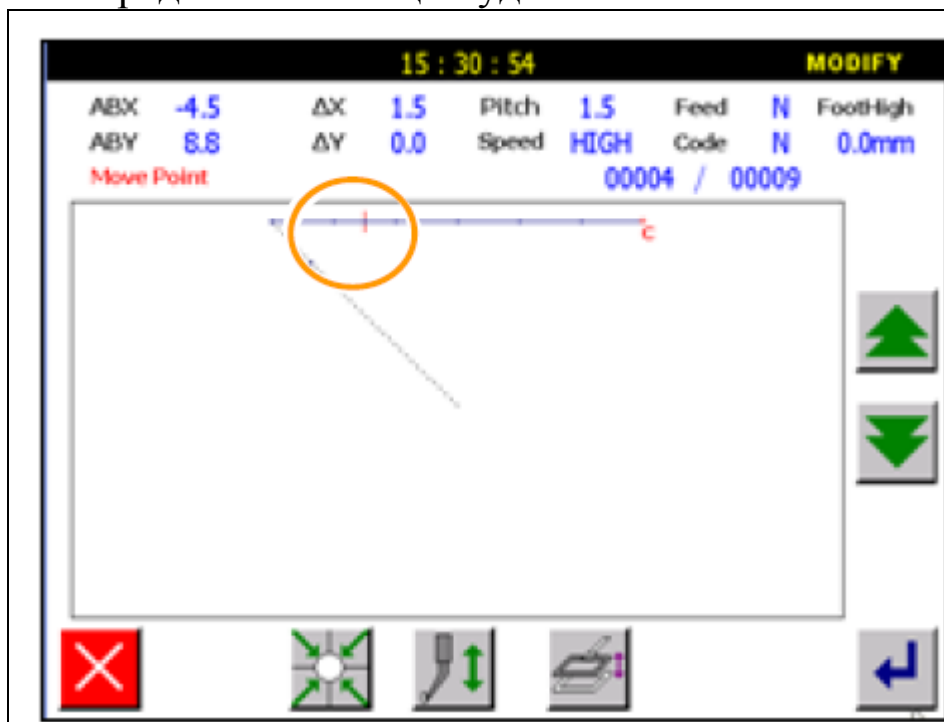 15 : 30 : 54 MODIFY
ABX -4.5 ΔX 1.5 Pitch 1.5 Feed N FootHigh
ABY 8.8 ΔY 0.0 Speed HIGH Code N 0.0mm
Move Point 00004 / 00009
C